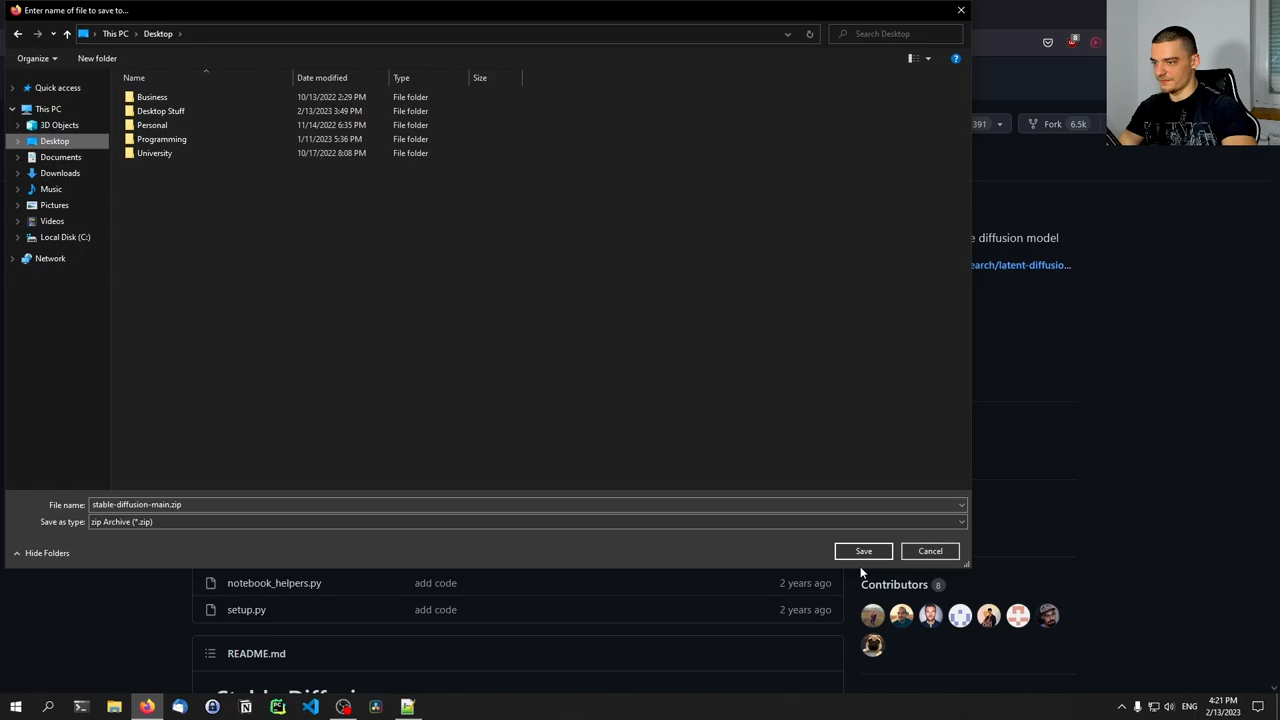 Enter name of file to save to...
This PC
Desktop
Search Desktop
Organize
New folder
Name
Date modified
Type
Size
Quick access
This PC
3D Objects
Desktop
Documents
Downloads
Music
Pictures
Videos
Local Disk (C:)
Network
Business 10/13/2022 2:29 PM File folder
Desktop Stuff 2/13/2023 3:49 PM File folder
Personal 11/14/2022 6:35 PM File folder
Programming 1/11/2023 5:36 PM File folder
University 10/17/2022 8:08 PM File folder
8
391
Fork 6.5k
e diffusion model
earch/latent-diffusio...
File name: stable-diffusion-main.zip
Save as type: zip Archive (*.zip)
Hide Folders
Save
Cancel
notebook_helpers.py add code 2 years ago
setup.py add code 2 years ago
Contributors 8
README.md
Stable Diffusion
ENG
4:21 PM
2/13/2023